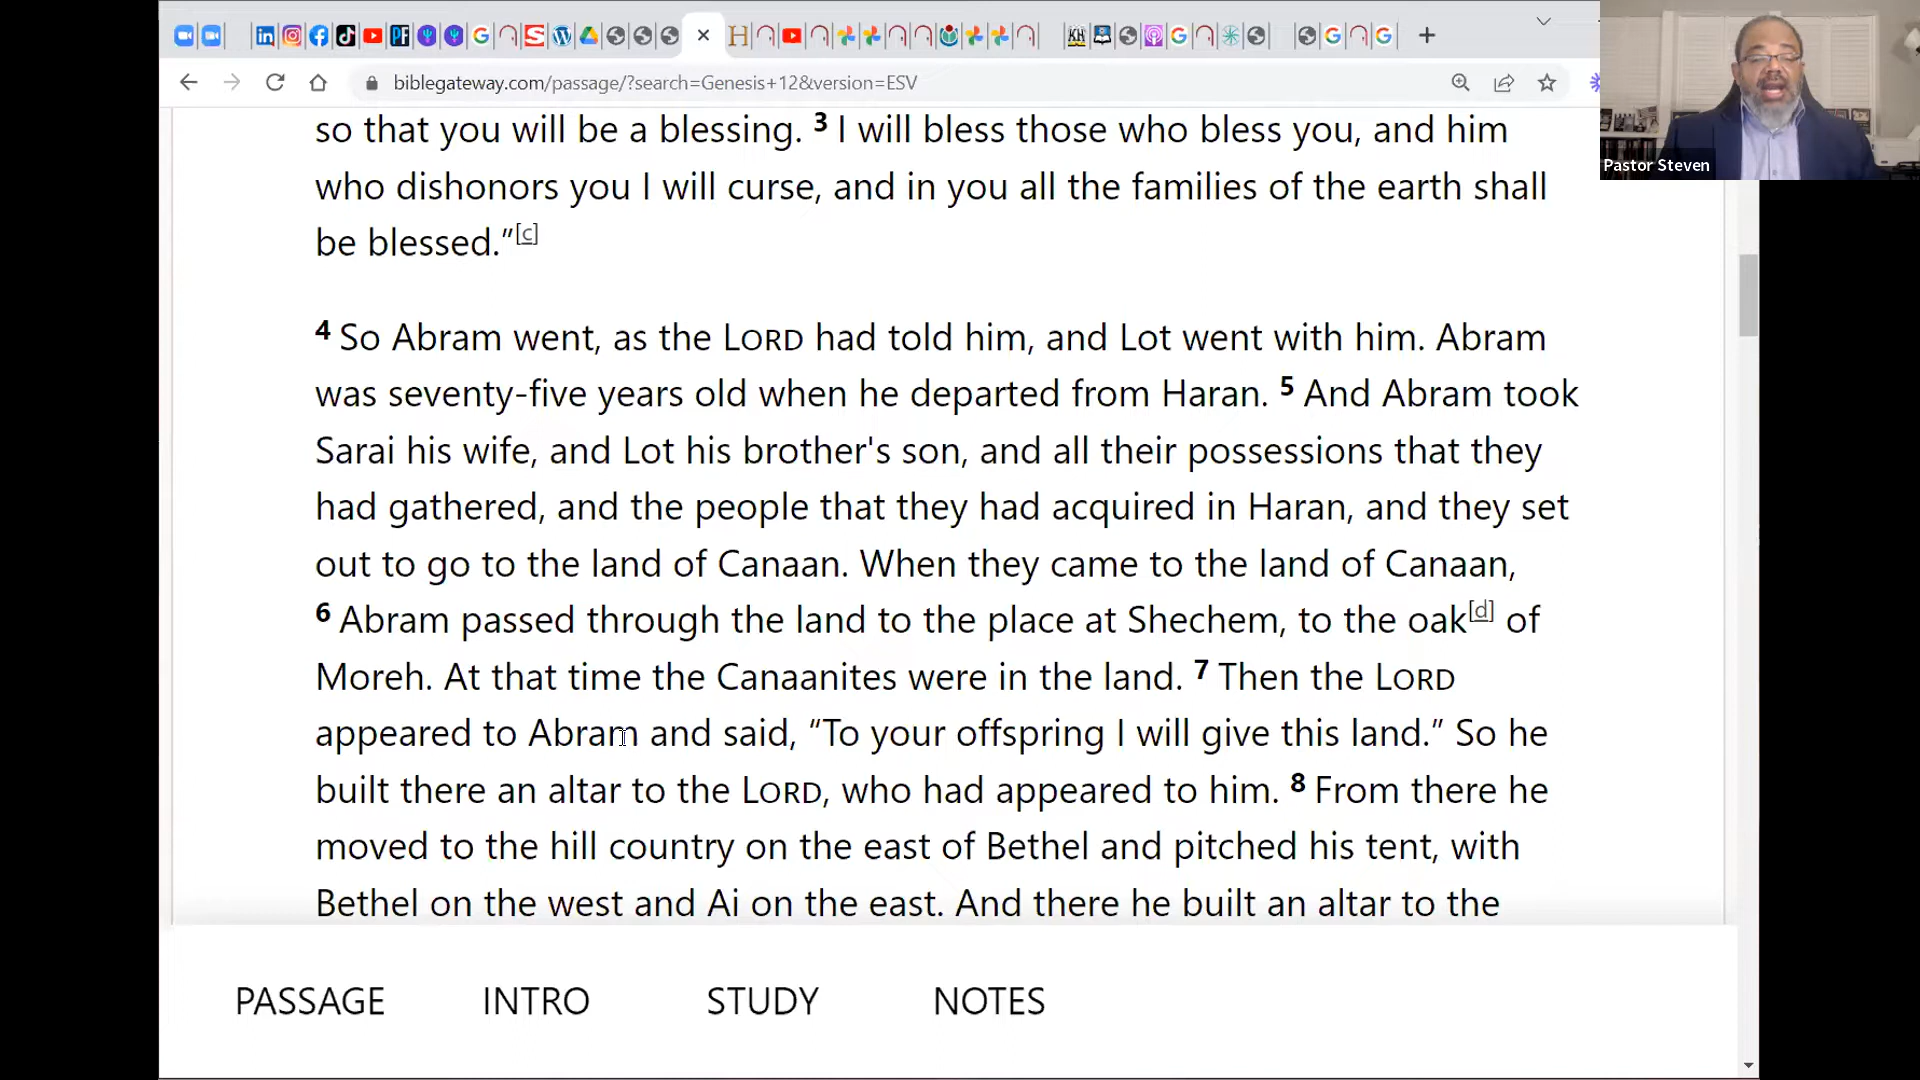 biblegateway.com/passage/?search=Genesis+12&version=ESV
Pastor Steven
so that you will be a blessing. 3 I will bless those who bless you, and him
who dishonors you I will curse, and in you all the families of the earth shall
be blessed.”[c]
4 So Abram went, as the LORD had told him, and Lot went with him. Abram
was seventy-five years old when he departed from Haran. 5 And Abram took
Sarai his wife, and Lot his brother's son, and all their possessions that they
had gathered, and the people that they had acquired in Haran, and they set
out to go to the land of Canaan. When they came to the land of Canaan,
6 Abram passed through the land to the place at Shechem, to the oak[d] of
Moreh. At that time the Canaanites were in the land. 7 Then the LORD
appeared to Abram and said, “To your offspring I will give this land.” So he
built there an altar to the LORD, who had appeared to him. 8 From there he
moved to the hill country on the east of Bethel and pitched his tent, with
Bethel on the west and Ai on the east. And there he built an altar to the
PASSAGE INTRO STUDY NOTES